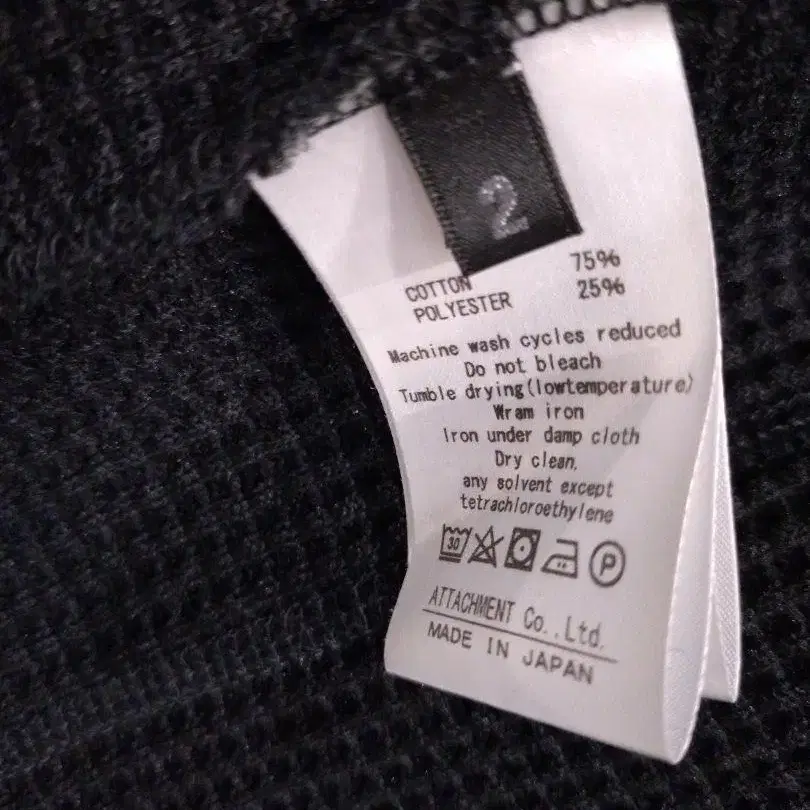 2
COTTON 75%
POLYESTER 25%
Machine wash cycles reduced
Do not bleach
Tumble drying(lowtemperature)
Wram iron
Iron under damp cloth
Dry clean,
any solvent except
tetrachloroethylene
30 P
ATTACHMENT Co.,Ltd.
MADE IN JAPAN